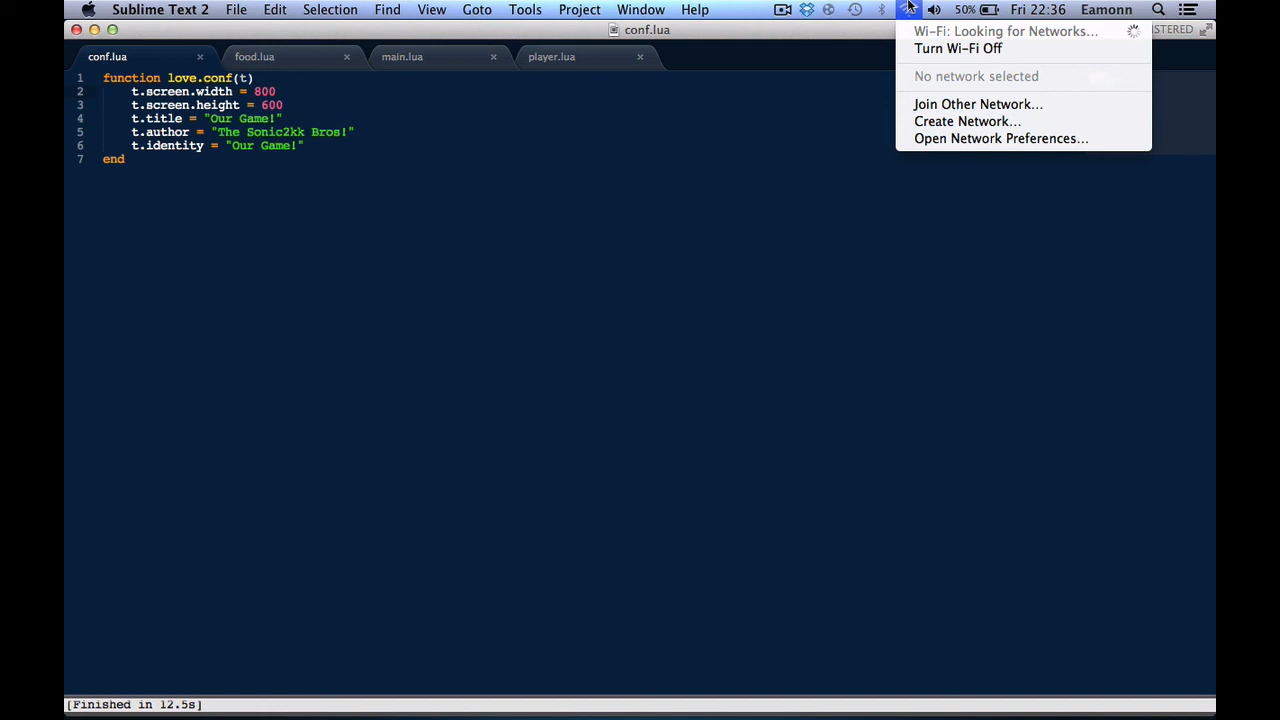 Sublime Text 2 File Edit Selection Find View Goto Tools Project Window Help 50% Fri 22:36 Eamonn
conf.lua
Wi-Fi: Looking for Networks...
Turn Wi-Fi Off
No network selected
Join Other Network...
Create Network...
Open Network Preferences...
ISTERED
conf.lua × food.lua × main.lua × player.lua ×
1 function love.conf(t)
2 t.screen.width = 800
3 t.screen.height = 600
4 t.title = "Our Game!"
5 t.author = "The Sonic2kk Bros!"
6 t.identity = "Our Game!"
7 end
[Finished in 12.5s]